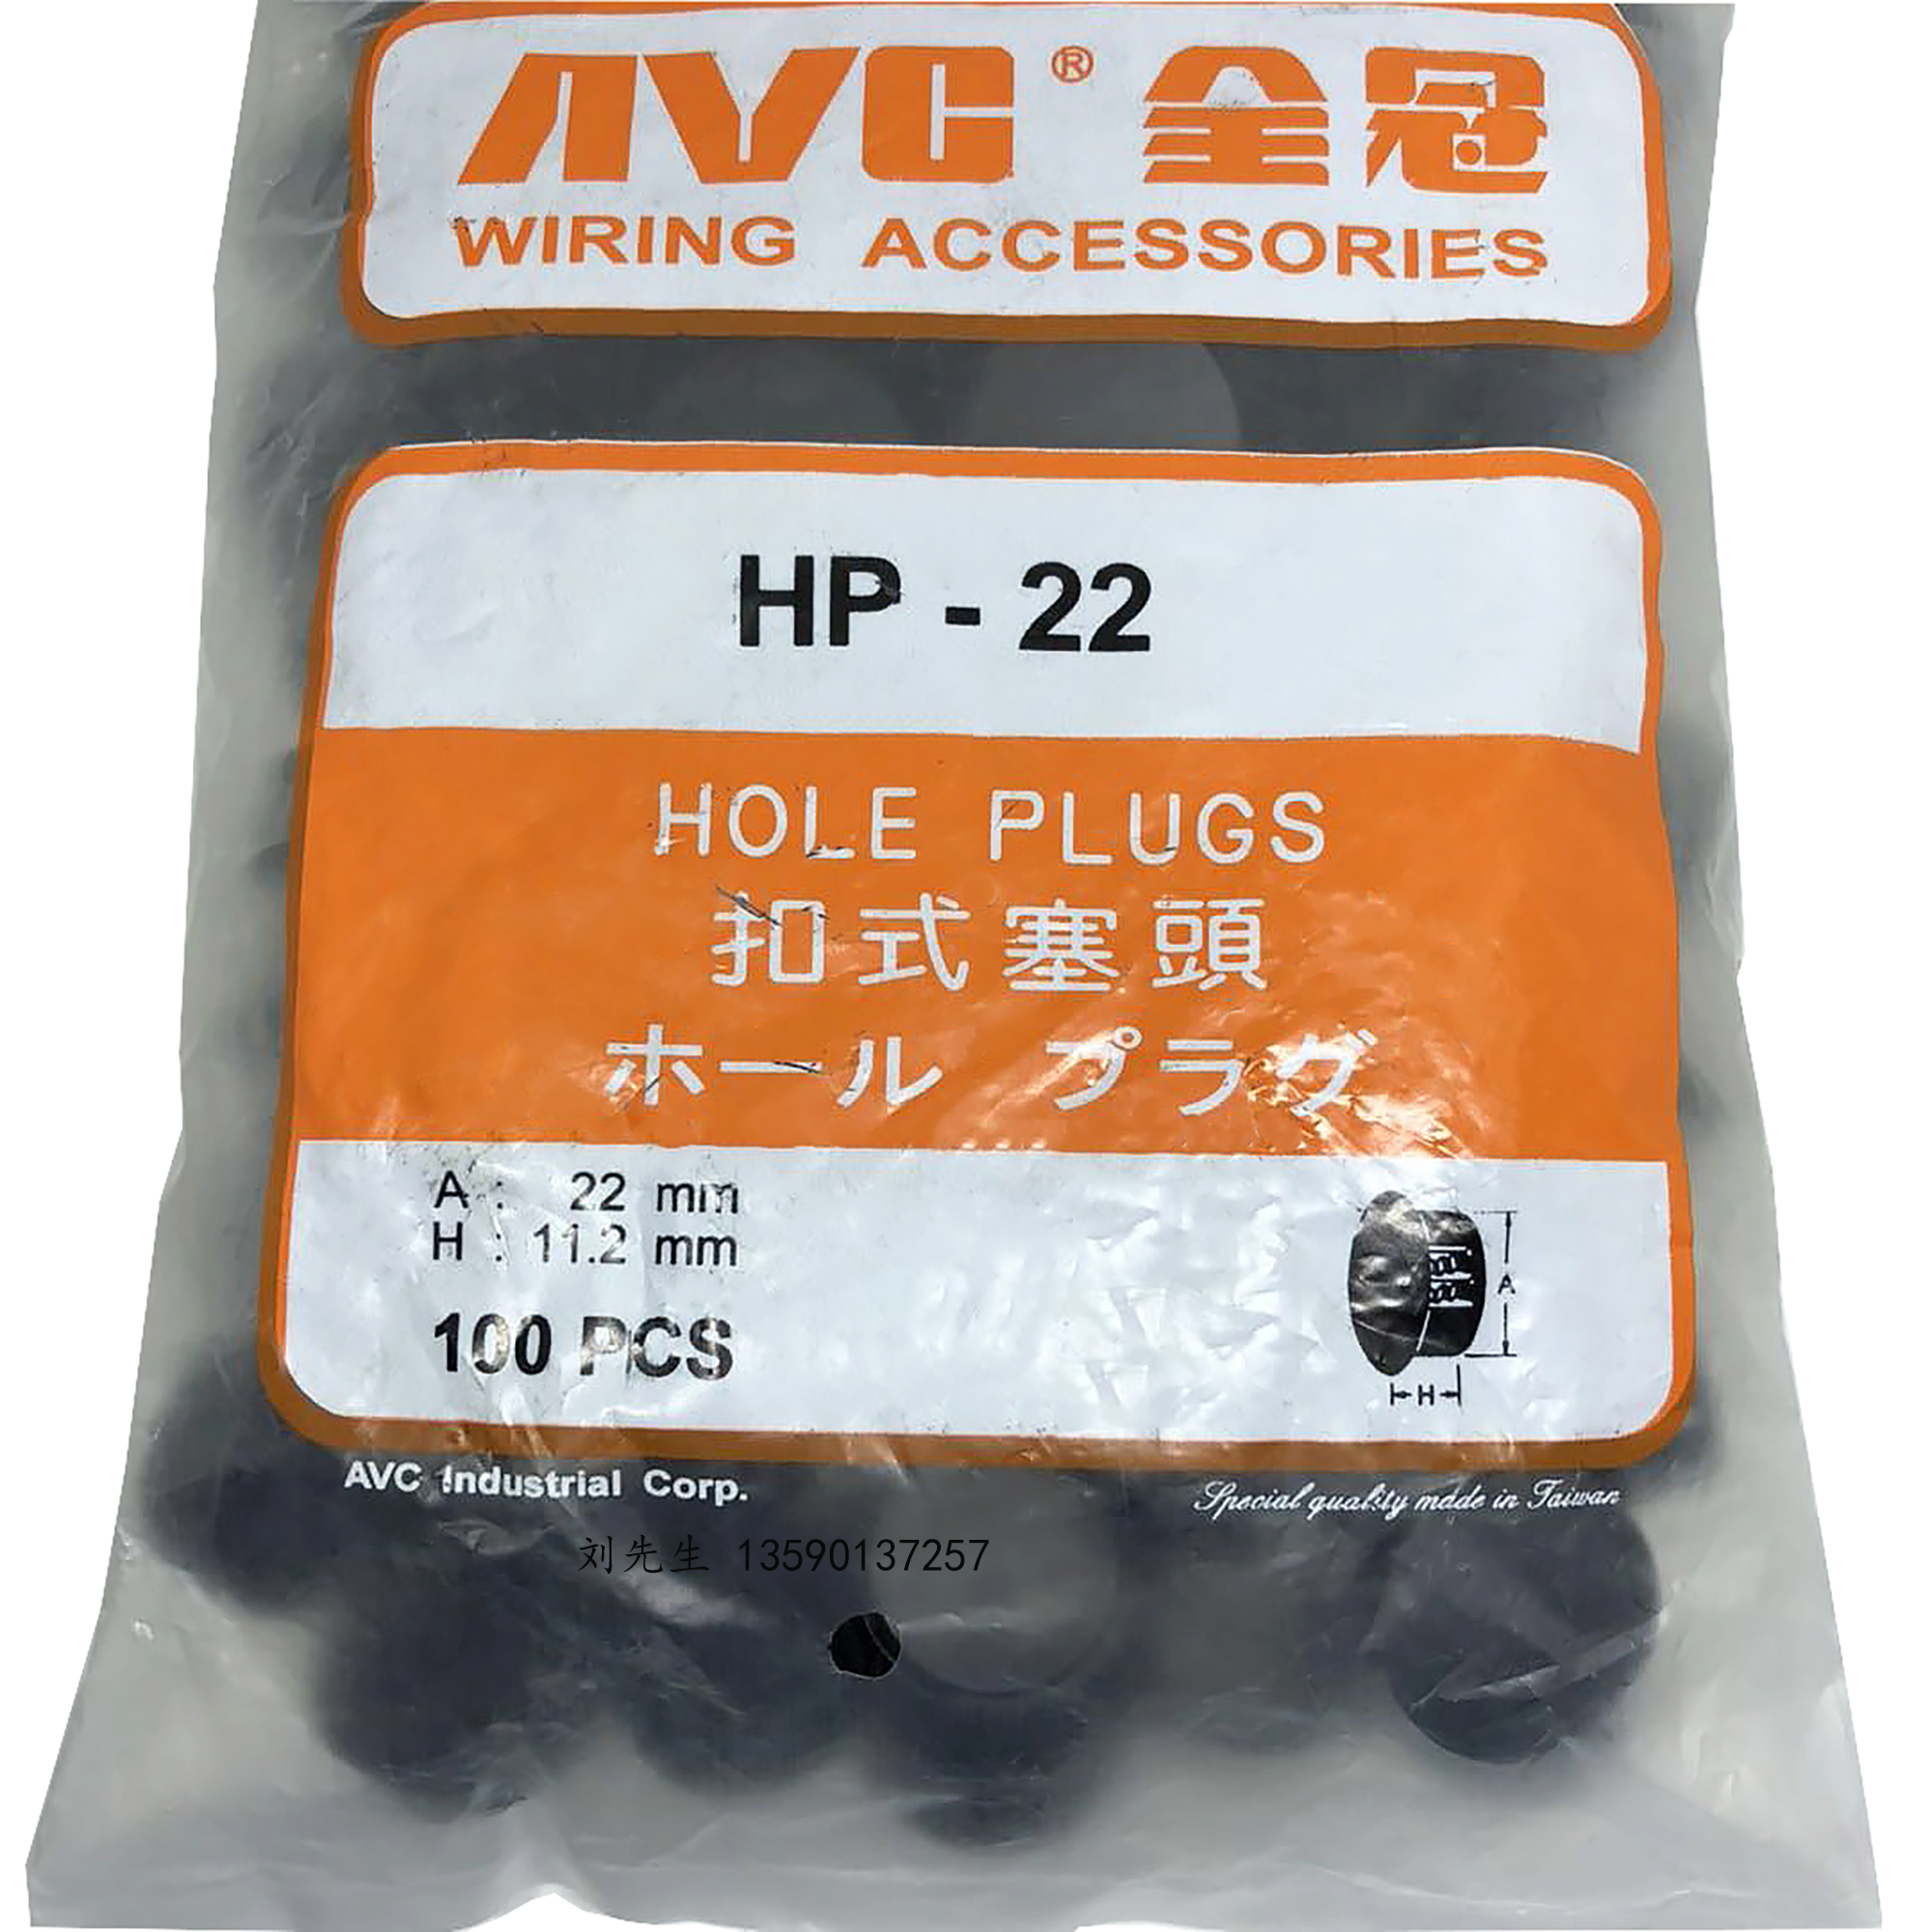 AVC® 全冠
WIRING ACCESSORIES
HP - 22
HOLE PLUGS
扣式塞頭
ホール プラグ
A : 22 mm
H : 11.2 mm
100 PCS
A
H
AVC Industrial Corp.
Special quality made in Taiwan
刘先生 13590137257